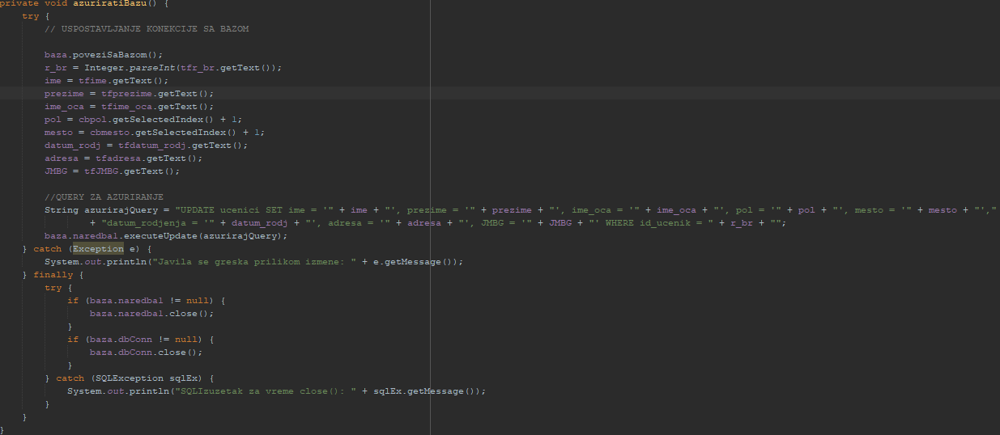 private void azuriratiBazu() {
try {
// USPOSTAVLJANJE KONEKCIJE SA BAZOM
baza.poveziSaBazom();
r_br = Integer.parseInt(tfr_br.getText());
ime = tfime.getText();
prezime = tfprezime.getText();
ime_oca = tfime_oca.getText();
pol = cbpol.getSelectedIndex() + 1;
mesto = cbmesto.getSelectedIndex() + 1;
datum_rodj = tfdatum_rodj.getText();
adresa = tfadresa.getText();
JMBG = tfJMBG.getText();
//QUERY ZA AZURIRANJE
String azurirajQuery = "UPDATE ucenici SET ime = '" + ime + "', prezime = '" + prezime + "', ime_oca = '" + ime_oca + "', pol = '" + pol + "', mesto = '" + mesto + "',"
+ "datum_rodjenja = '" + datum_rodj + "', adresa = '" + adresa + "', JMBG = '" + JMBG + "' WHERE id_ucenik = " + r_br + "";
baza.naredba1.executeUpdate(azurirajQuery);
} catch (Exception e) {
System.out.println("Javila se greska prilikom izmene: " + e.getMessage());
} finally {
try {
if (baza.naredba1 != null) {
baza.naredba1.close();
}
if (baza.dbConn != null) {
baza.dbConn.close();
}
} catch (SQLException sqlEx) {
System.out.println("SQLIzuzetak za vreme close(): " + sqlEx.getMessage());
}
}
}